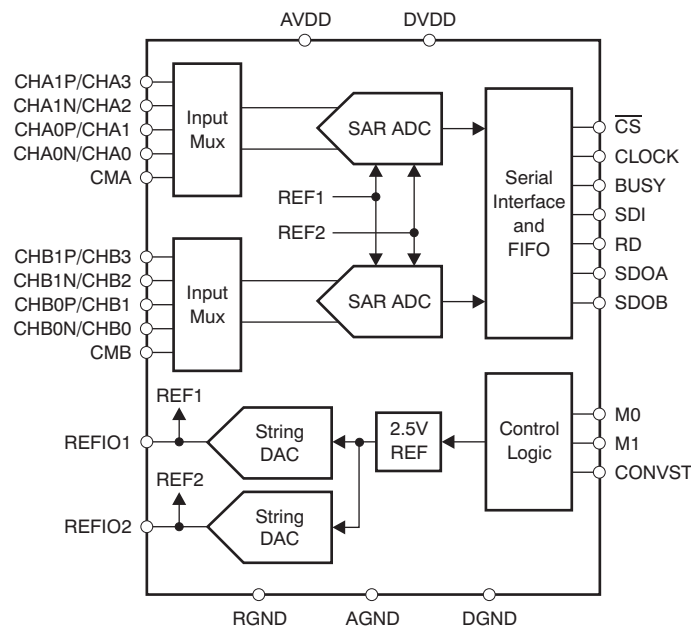 AVDD
DVDD
CHA1P/CHA3
CHA1N/CHA2
CHA0P/CHA1
CHA0N/CHA0
CMA
Input
Mux
SAR ADC
REF1
REF2
CHB1P/CHB3
CHB1N/CHB2
CHB0P/CHB1
CHB0N/CHB0
CMB
Input
Mux
SAR ADC
Serial
Interface
and
FIFO
CS
CLOCK
BUSY
SDI
RD
SDOA
SDOB
REF1
REFIO1
String
DAC
2.5V
REF
Control
Logic
M0
M1
CONVST
REF2
REFIO2
String
DAC
RGND
AGND
DGND